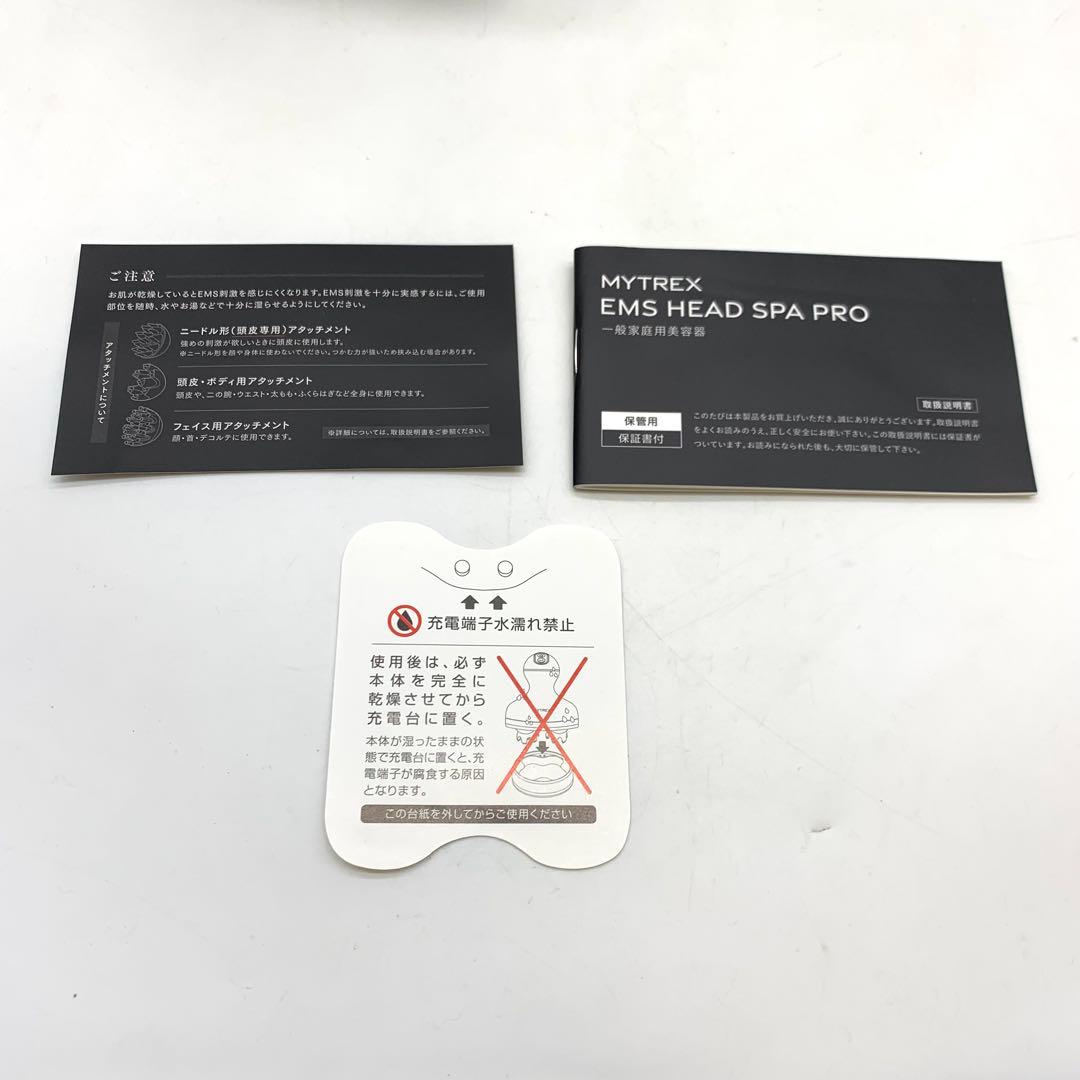 ご注意
お肌が乾燥しているとEMS刺激を感じにくくなります。EMS刺激を十分に実感するには、ご使用
部位を随時、水やお湯などで十分に湿らせるようにしてください。
アタッチメントについて
ニードル形(頭皮専用)アタッチメント
強めの刺激が欲しいときに頭皮に使用します。
※ニードル形を顔や身体に使わないでください。つかむ力が強いため挟み込む場合があります。
頭皮・ボディ用アタッチメント
頭皮や、二の腕・ウエスト・太もも・ふくらはぎなど全身に使用できます。
フェイス用アタッチメント
顔・首・デコルテに使用できます。
※詳細については、取扱説明書をご参照ください。
MYTREX
EMS HEAD SPA PRO
一般家庭用美容器
取扱説明書
保管用
保証書付
このたびは本製品をお買上げいただき、誠にありがとうございます。取扱説明書
をよくお読みのうえ、正しく安全にお使い下さい。この取扱説明書には保証書が
ついています。お読みになられた後も、大切に保管して下さい。
充電端子水濡れ禁止
使用後は、必ず
本体を完全に
乾燥させてから
充電台に置く。
本体が湿ったままの状
態で充電台に置くと、充
電端子が腐食する原因
となります。
MYTREX
この台紙を外してからご使用ください